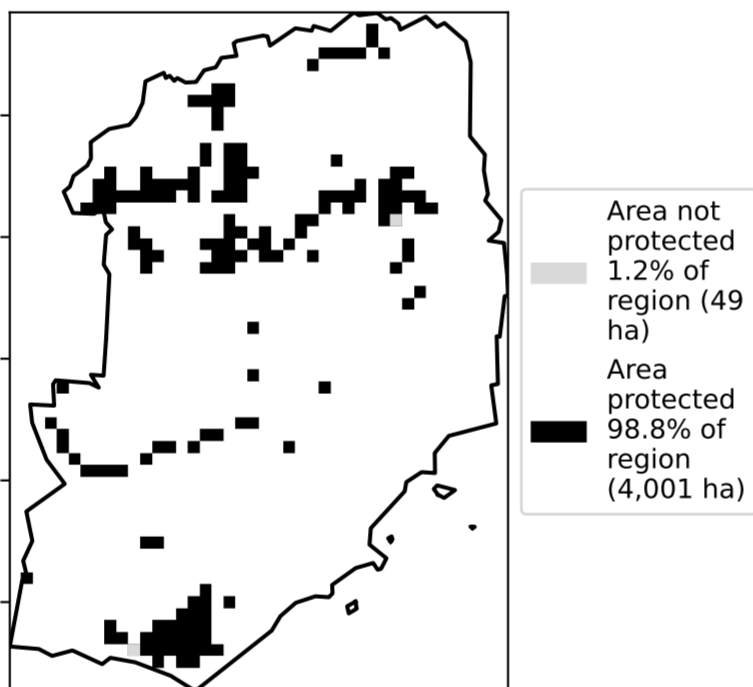 Area not
protected
1.2% of
region (49
ha)
Area
protected
98.8% of
region
(4,001 ha)